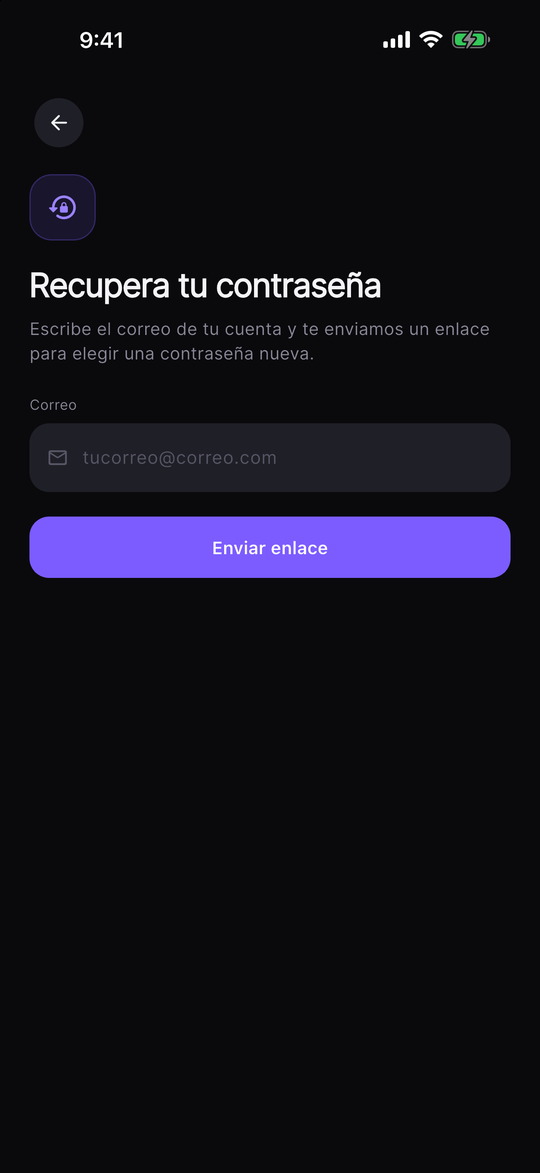 9:41
Recupera tu contraseña
Escribe el correo de tu cuenta y te enviamos un enlace
para elegir una contraseña nueva.
Correo
tucorreo@correo.com
Enviar enlace